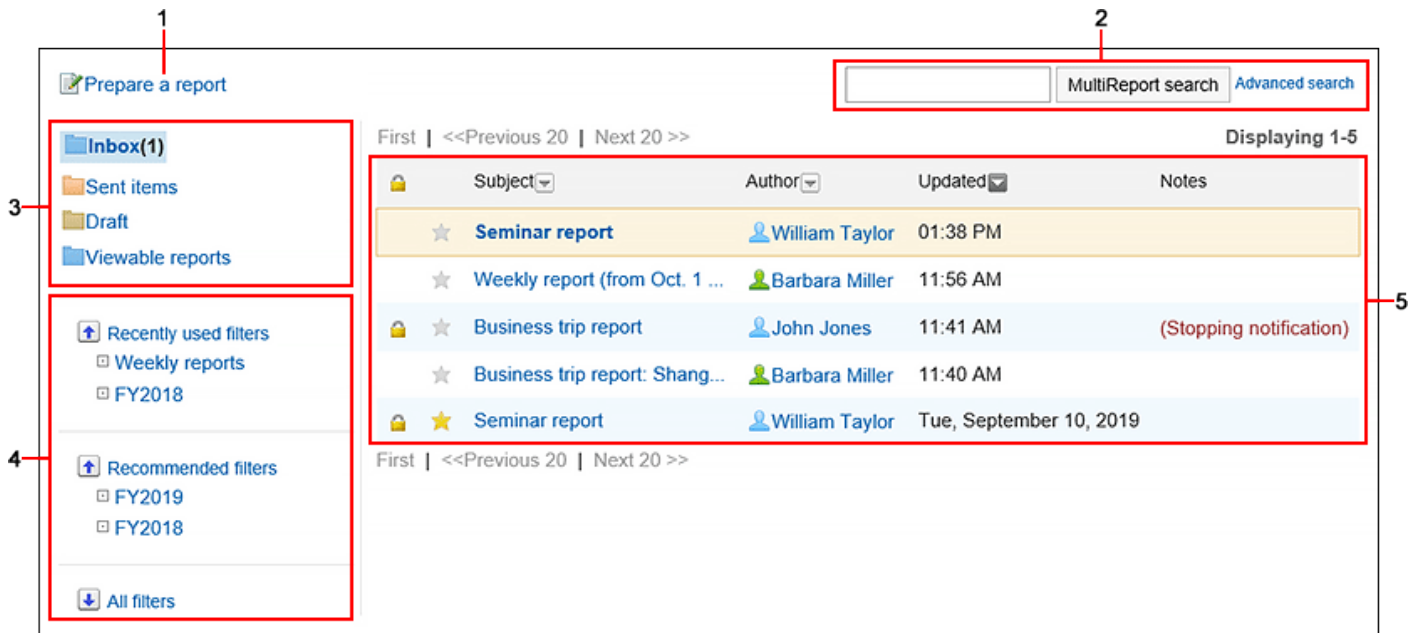 1
2
Prepare a report
MultiReport search Advanced search
3
Inbox(1)
Sent items
Draft
Viewable reports
4
Recently used filters
Weekly reports
FY2018
Recommended filters
FY2019
FY2018
All filters
First | <<Previous 20 | Next 20 >>
Displaying 1-5
Subject Author Updated Notes
Seminar report William Taylor 01:38 PM
Weekly report (from Oct. 1 ... Barbara Miller 11:56 AM
Business trip report John Jones 11:41 AM (Stopping notification)
Business trip report: Shang... Barbara Miller 11:40 AM
Seminar report William Taylor Tue, September 10, 2019
5
First | <<Previous 20 | Next 20 >>